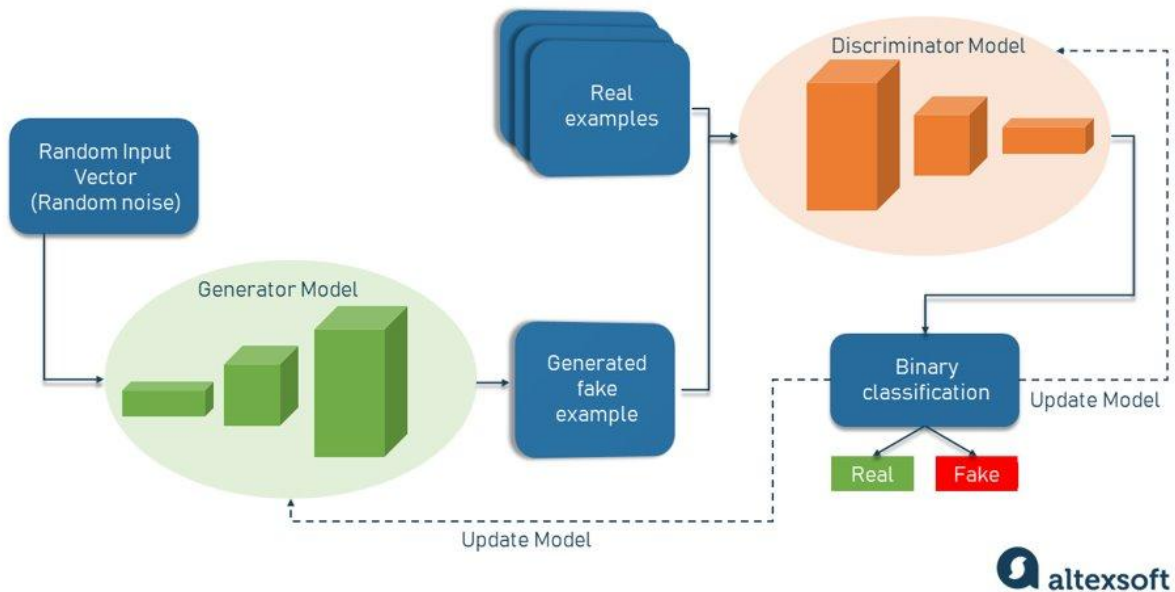 Discriminator Model
Real
examples
Random Input
Vector
(Random noise)
Generator Model
Generated
fake
example
Binary
classification
Update Model
Real
Fake
Update Model
altexsoft